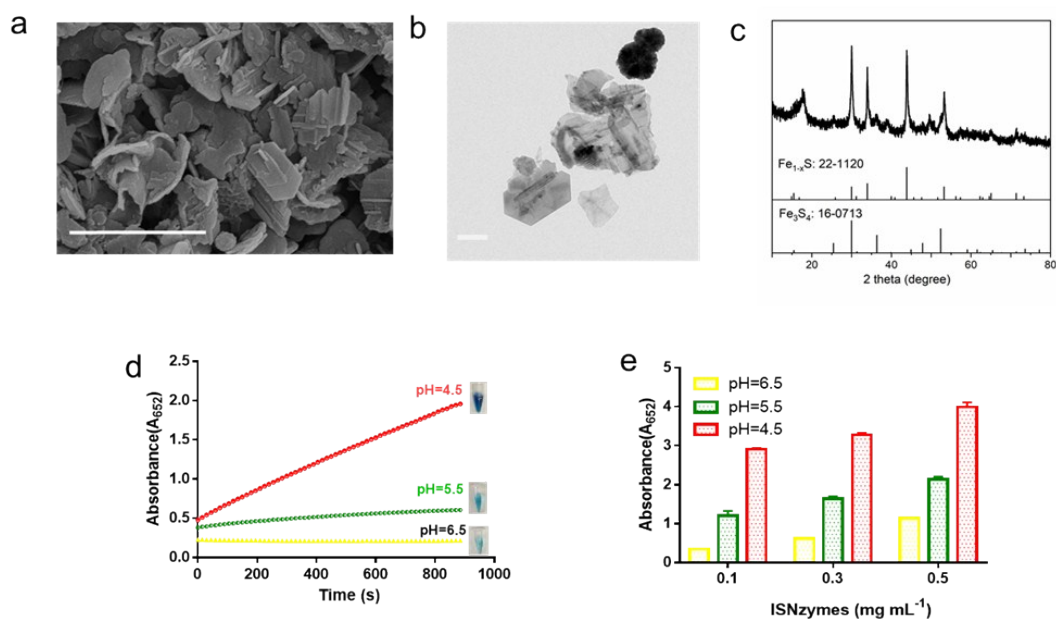 a
b
c
Fe1-xS: 22-1120
Fe3S4: 16-0713
20 40 60 80
2 theta (degree)
d
2.5
2.0
1.5
1.0
0.5
0.0
Absorbance(A652)
pH=4.5
pH=5.5
pH=6.5
0 200 400 600 800 1000
Time (s)
e
5
4
3
2
1
0
Absorbance(A652)
pH=6.5
pH=5.5
pH=4.5
0.1 0.3 0.5
ISNzymes (mg mL-1)